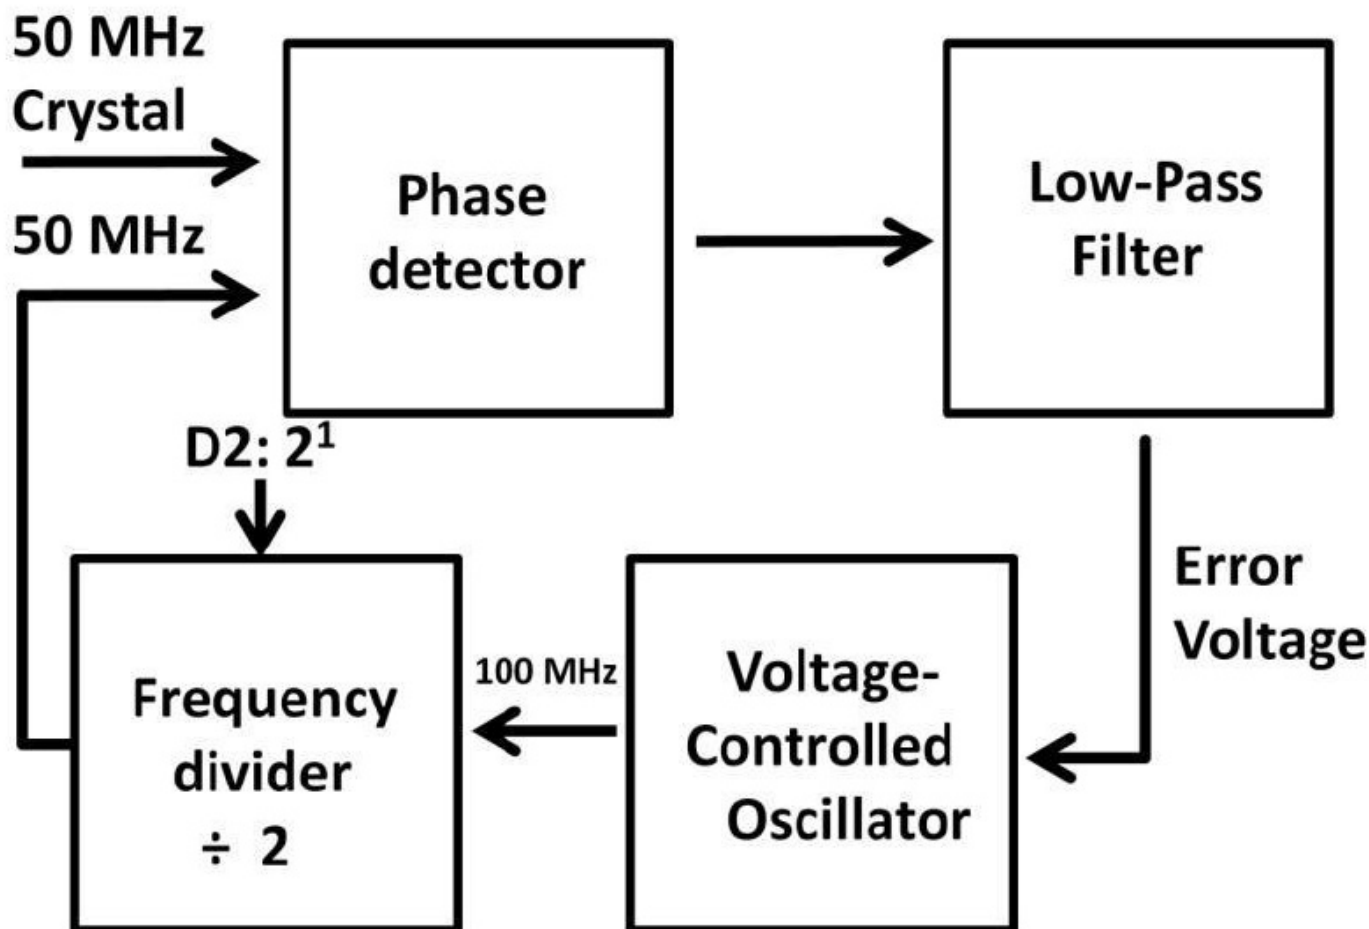 50 MHz
Crystal
50 MHz
Phase
detector
Low-Pass
Filter
D2: 2¹
Error
Voltage
Frequency
divider
÷ 2
100 MHz
Voltage-
Controlled
Oscillator